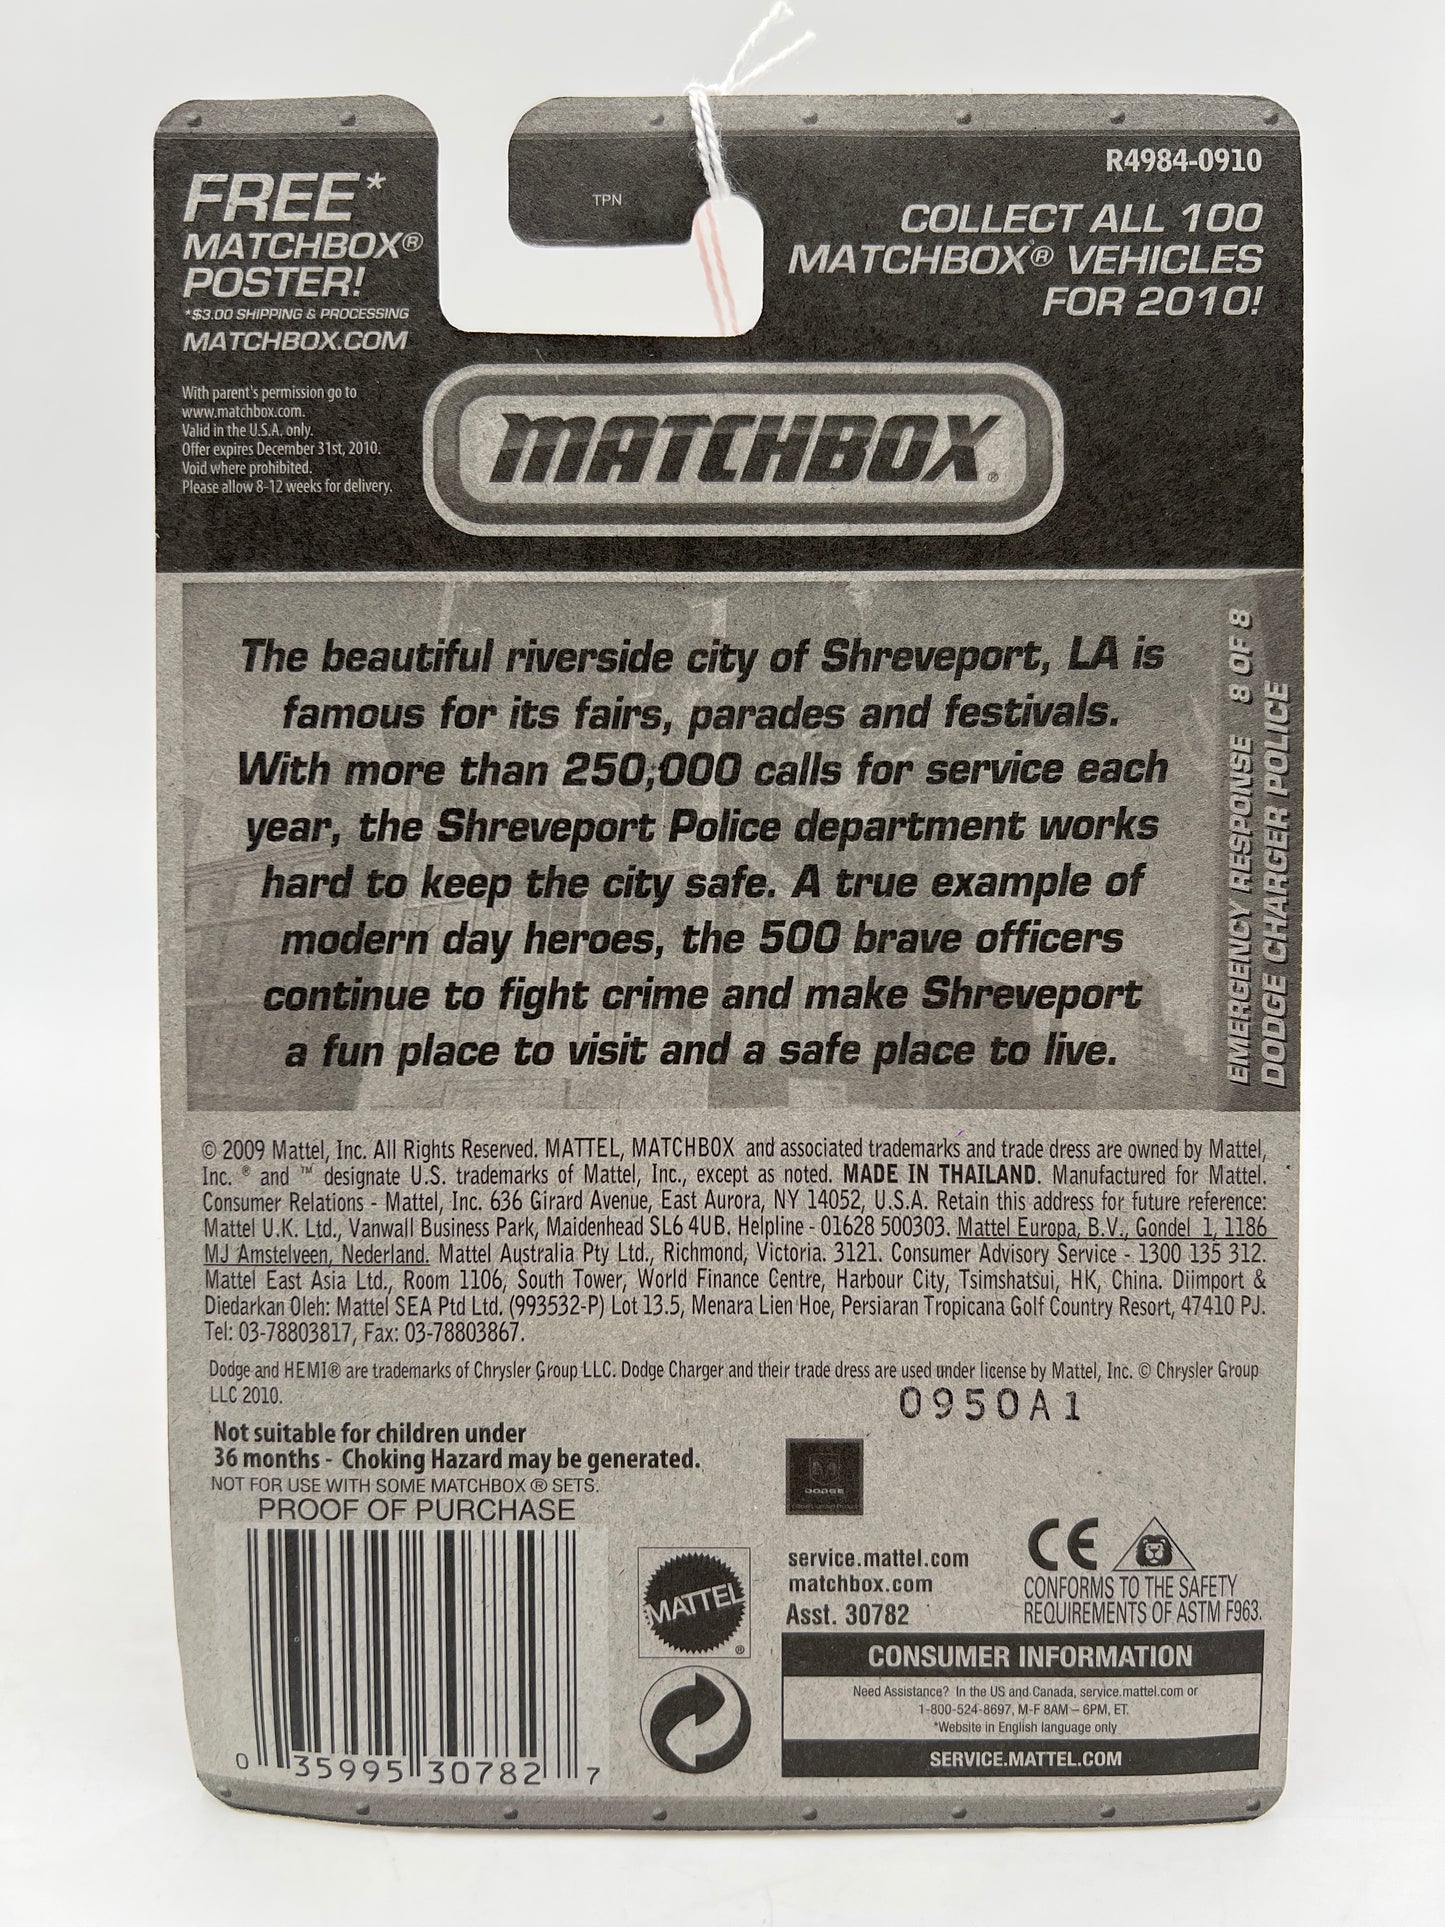 FREE*
MATCHBOX®
POSTER!
*$3.00 SHIPPING & PROCESSING
MATCHBOX.COM
With parent's permission go to
www.matchbox.com.
Valid in the U.S.A. only.
Offer expires December 31st, 2010.
Void where prohibited.
Please allow 8-12 weeks for delivery.
TPN
R4984-0910
COLLECT ALL 100
MATCHBOX® VEHICLES
FOR 2010!
MATCHBOX®
The beautiful riverside city of Shreveport, LA is
famous for its fairs, parades and festivals.
With more than 250,000 calls for service each
year, the Shreveport Police department works
hard to keep the city safe. A true example of
modern day heroes, the 500 brave officers
continue to fight crime and make Shreveport
a fun place to visit and a safe place to live.
EMERGENCY RESPONSE 8 OF 8
DODGE CHARGER POLICE
© 2009 Mattel, Inc. All Rights Reserved. MATTEL, MATCHBOX and associated trademarks and trade dress are owned by Mattel,
Inc. ® and ™ designate U.S. trademarks of Mattel, Inc., except as noted. MADE IN THAILAND. Manufactured for Mattel.
Consumer Relations - Mattel, Inc. 636 Girard Avenue, East Aurora, NY 14052, U.S.A. Retain this address for future reference:
Mattel U.K. Ltd., Vanwall Business Park, Maidenhead SL6 4UB. Helpline - 01628 500303. Mattel Europa, B.V., Gondel 1, 1186
MJ Amstelveen, Nederland. Mattel Australia Pty Ltd., Richmond, Victoria. 3121. Consumer Advisory Service - 1300 135 312.
Mattel East Asia Ltd., Room 1106, South Tower, World Finance Centre, Harbour City, Tsimshatsui, HK, China. Diimport &
Diedarkan Oleh: Mattel SEA Ptd Ltd. (993532-P) Lot 13.5, Menara Lien Hoe, Persiaran Tropicana Golf Country Resort, 47410 PJ.
Tel: 03-78803817, Fax: 03-78803867.
Dodge and HEMI® are trademarks of Chrysler Group LLC. Dodge Charger and their trade dress are used under license by Mattel, Inc. © Chrysler Group
LLC 2010.
0950A1
Not suitable for children under
36 months - Choking Hazard may be generated.
NOT FOR USE WITH SOME MATCHBOX ® SETS.
PROOF OF PURCHASE
0 35995 30782 7
MATTEL®
DODGE
service.mattel.com
matchbox.com
Asst. 30782
CE
CONFORMS TO THE SAFETY
REQUIREMENTS OF ASTM F963.
CONSUMER INFORMATION
Need Assistance? In the US and Canada, service.mattel.com or
1-800-524-8697, M-F 8AM – 6PM, ET.
*Website in English language only
SERVICE.MATTEL.COM